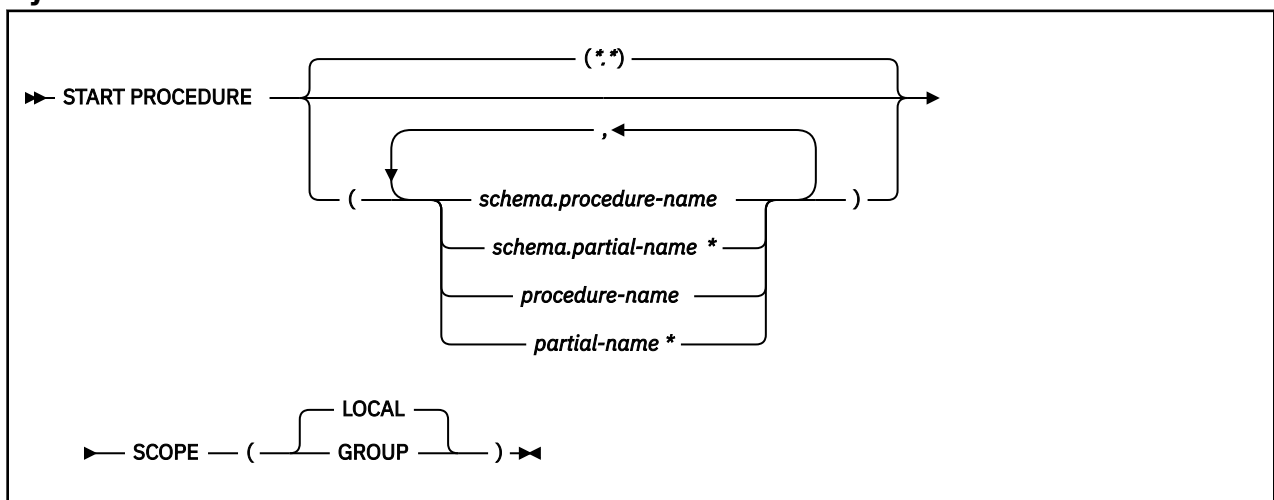 (*.*)
START PROCEDURE
,
( schema.procedure-name )
schema.partial-name *
procedure-name
partial-name *
LOCAL
SCOPE ( GROUP )